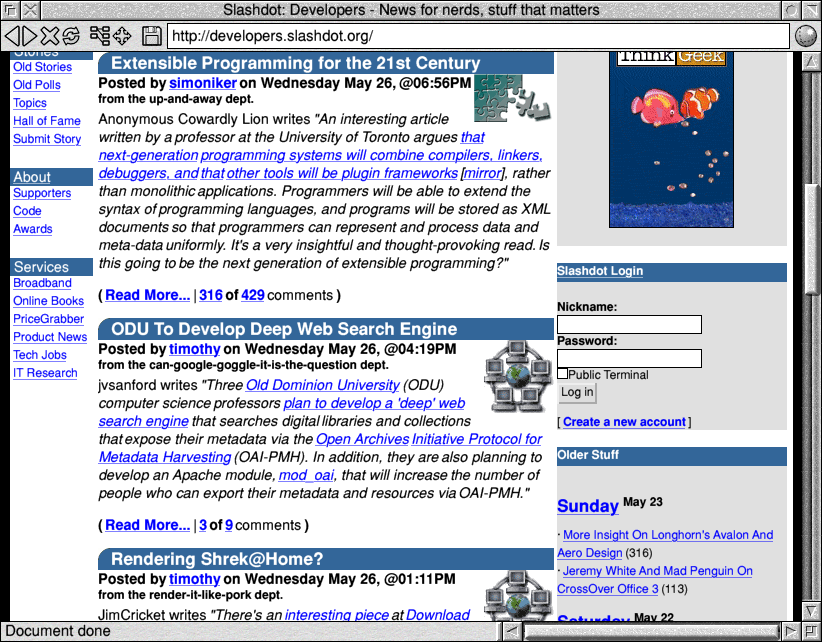 Slashdot: Developers - News for nerds, stuff that matters
http://developers.slashdot.org/
Stories
Old Stories
Old Polls
Topics
Hall of Fame
Submit Story
About
Supporters
Code
Awards
Services
Broadband
Online Books
PriceGrabber
Product News
Tech Jobs
IT Research
Extensible Programming for the 21st Century
Posted by simoniker on Wednesday May 26, @06:56PM
from the up-and-away dept.
Anonymous Cowardly Lion writes "An interesting article
written by a professor at the University of Toronto argues that
next-generation programming systems will combine compilers, linkers,
debuggers, and that other tools will be plugin frameworks [mirror], rather
than monolithic applications. Programmers will be able to extend the
syntax of programming languages, and programs will be stored as XML
documents so that programmers can represent and process data and
meta-data uniformly. It's a very insightful and thought-provoking read. Is
this going to be the next generation of extensible programming?"
( Read More... | 316 of 429 comments )
ODU To Develop Deep Web Search Engine
Posted by timothy on Wednesday May 26, @04:19PM
from the can-google-goggle-it-is-the-question dept.
jvsanford writes "Three Old Dominion University (ODU)
computer science professors plan to develop a 'deep' web
search engine that searches digital libraries and collections
that expose their metadata via the Open Archives Initiative Protocol for
Metadata Harvesting (OAI-PMH). In addition, they are also planning to
develop an Apache module, mod_oai, that will increase the number of
people who can export their metadata and resources via OAI-PMH."
( Read More... | 3 of 9 comments )
Rendering Shrek@Home?
Posted by timothy on Wednesday May 26, @01:11PM
from the render-it-like-pork dept.
JimCricket writes "There's an interesting piece at Download
Think Geek
Slashdot Login
Nickname:
Password:
Public Terminal
Log in
[ Create a new account ]
Older Stuff
Sunday May 23
· More Insight On Longhorn's Avalon And
Aero Design (316)
· Jeremy White And Mad Penguin On
CrossOver Office 3 (113)
Saturday May 22
Document done